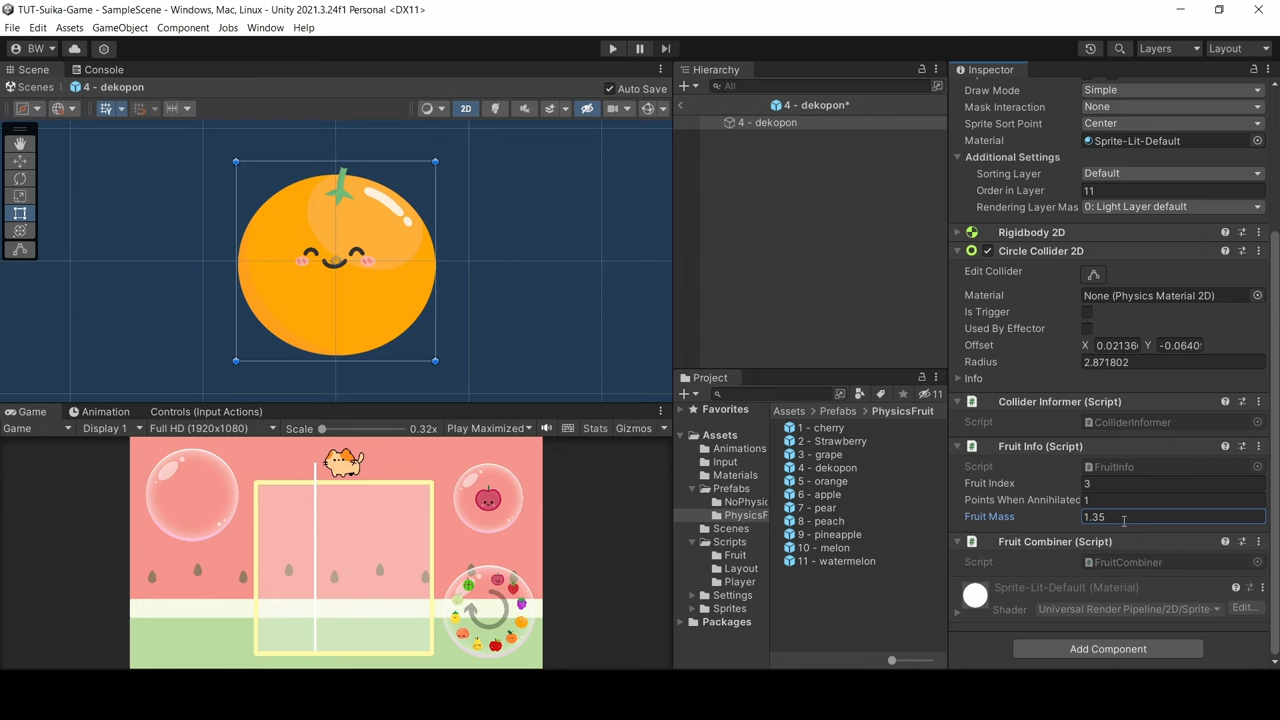 TUT-Suika-Game - SampleScene - Windows, Mac, Linux - Unity 2021.3.24f1 Personal <DX11>
File Edit Assets GameObject Component Jobs Window Help
BW Layers Layout
Scene Console
Scenes 4 - dekopon Auto Save
2D
Hierarchy
All
4 - dekopon*
4 - dekopon
Game Animation Controls (Input Actions)
Game Display 1 Full HD (1920x1080) Scale 0.32x Play Maximized Stats Gizmos
Project
11
Favorites
Assets
Animations
Input
Materials
Prefabs
NoPhysic
PhysicsF
Scenes
Scripts
Fruit
Layout
Player
Settings
Sprites
Packages
Assets Prefabs PhysicsFruit
1 - cherry
2 - Strawberry
3 - grape
4 - dekopon
5 - orange
6 - apple
7 - pear
8 - peach
9 - pineapple
10 - melon
11 - watermelon
Inspector
Draw Mode Simple
Mask Interaction None
Sprite Sort Point Center
Material Sprite-Lit-Default
Additional Settings
Sorting Layer Default
Order in Layer 11
Rendering Layer Mas 0: Light Layer default
Rigidbody 2D
Circle Collider 2D
Edit Collider
Material None (Physics Material 2D)
Is Trigger
Used By Effector
Offset X 0.02136 Y -0.0640
Radius 2.871802
Info
Collider Informer (Script)
Script ColliderInformer
Fruit Info (Script)
Script FruitInfo
Fruit Index 3
Points When Annihilated 1
Fruit Mass 1.35
Fruit Combiner (Script)
Script FruitCombiner
Sprite-Lit-Default (Material)
Shader Universal Render Pipeline/2D/Sprite Edit...
Add Component